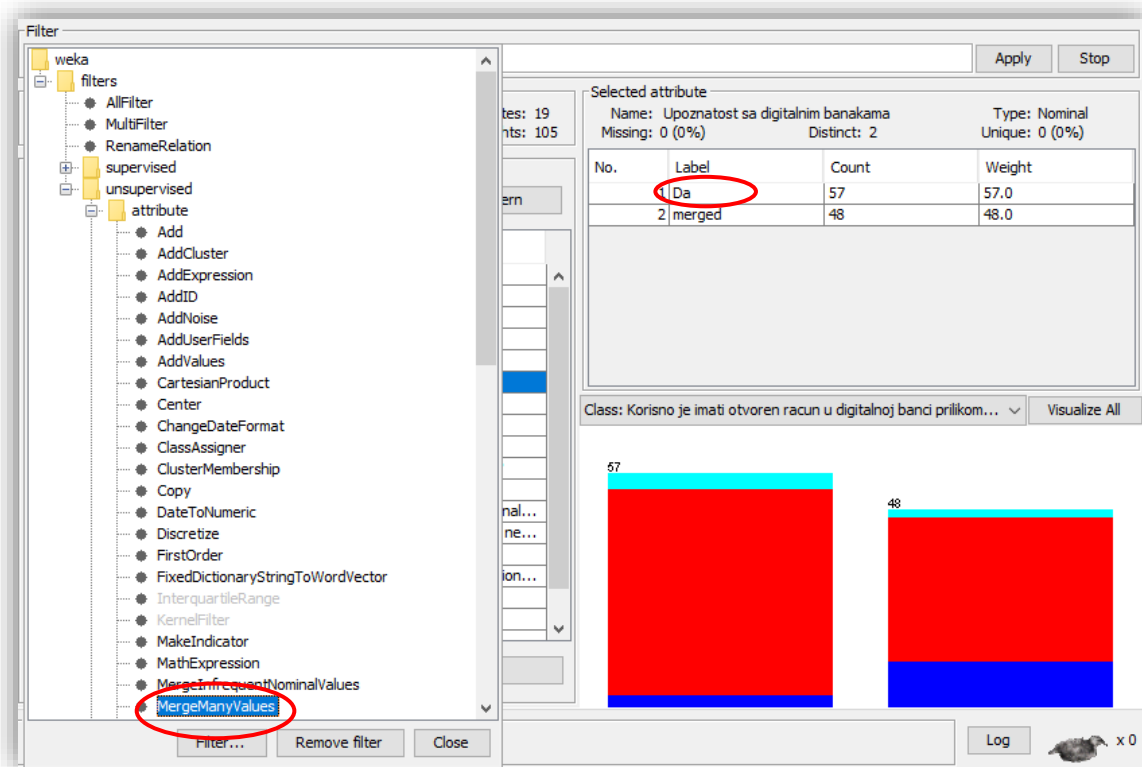 Filter
weka
filters
AllFilter
MultiFilter
RenameRelation
supervised
unsupervised
attribute
Add
AddCluster
AddExpression
AddID
AddNoise
AddUserFields
AddValues
CartesianProduct
Center
ChangeDateFormat
ClassAssigner
ClusterMembership
Copy
DateToNumeric
Discretize
FirstOrder
FixedDictionaryStringToWordVector
InterquartileRange
KernelFilter
MakeIndicator
MathExpression
MergeInfrequentNominalValues
MergeManyValues
Filter... Remove filter Close
Apply Stop
tes: 19
nts: 105
ern
nal...
ne...
ion...
Selected attribute
Name: Upoznatost sa digitalnim banakama Type: Nominal
Missing: 0 (0%) Distinct: 2 Unique: 0 (0%)
No. Label Count Weight
1 Da 57 57.0
2 merged 48 48.0
Class: Korisno je imati otvoren racun u digitalnoj banci prilikom... Visualize All
57
48
Log x 0